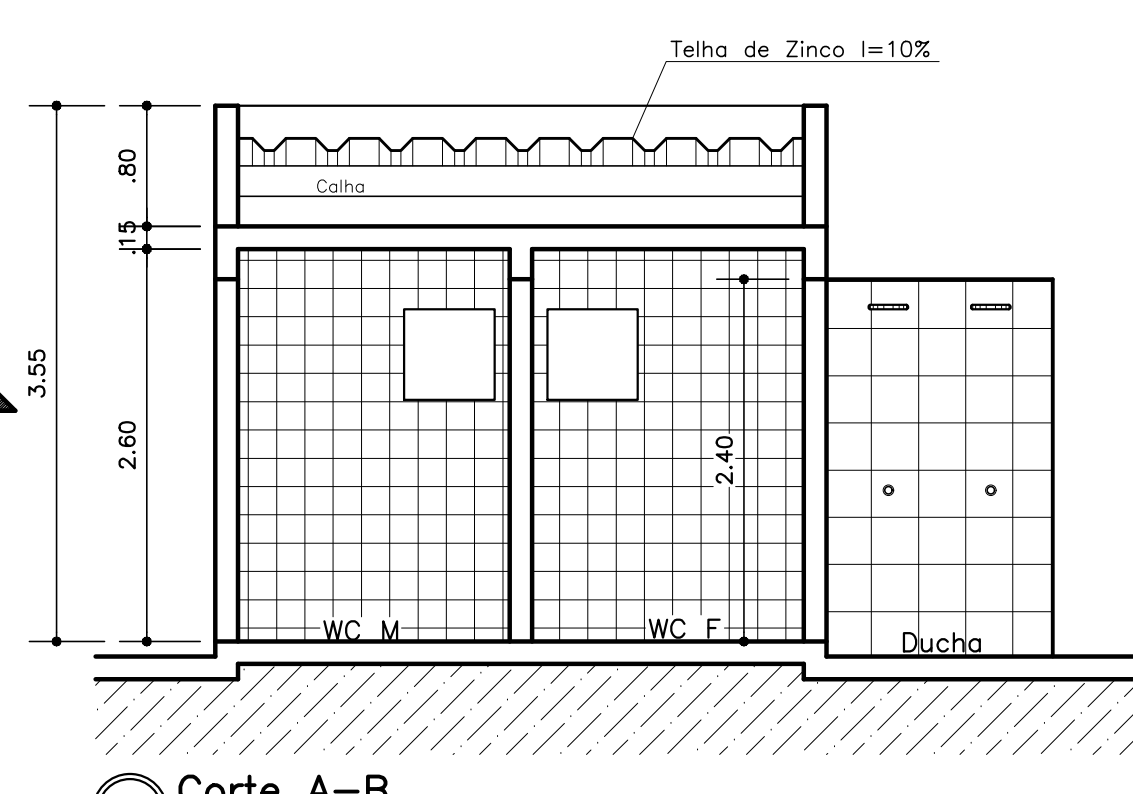 Telha de Zinco I=10%
.80
Calha
.15
3.55
2.60
2.40
WC M
WC F
Ducha
Corte A-B